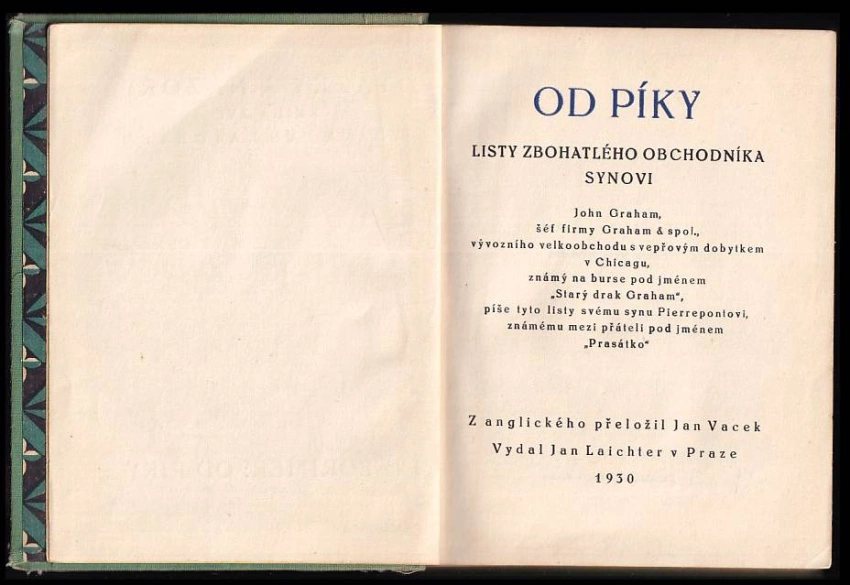 OD PÍKY
LISTY ZBOHATLÉHO OBCHODNÍKA
SYNOVI
John Graham,
šéf firmy Graham & spol.,
vývozního velkoobchodu s vepřovým dobytkem
v Chicagu,
známý na burse pod jménem
„Starý drak Graham“,
píše tyto listy svému synu Pierrepontovi,
známému mezi přáteli pod jménem
„Prasátko“
Z anglického přeložil Jan Vacek
Vydal Jan Laichter v Praze
1930